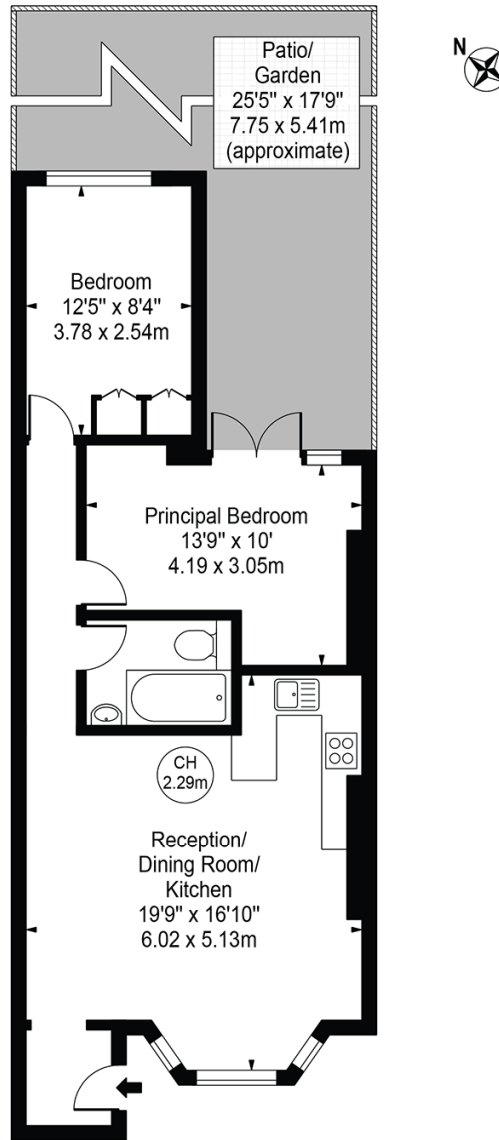 N
Patio/
Garden
25'5" x 17'9"
7.75 x 5.41m
(approximate)
Bedroom
12'5" x 8'4"
3.78 x 2.54m
Principal Bedroom
13'9" x 10'
4.19 x 3.05m
CH
2.29m
Reception/
Dining Room/
Kitchen
19'9" x 16'10"
6.02 x 5.13m